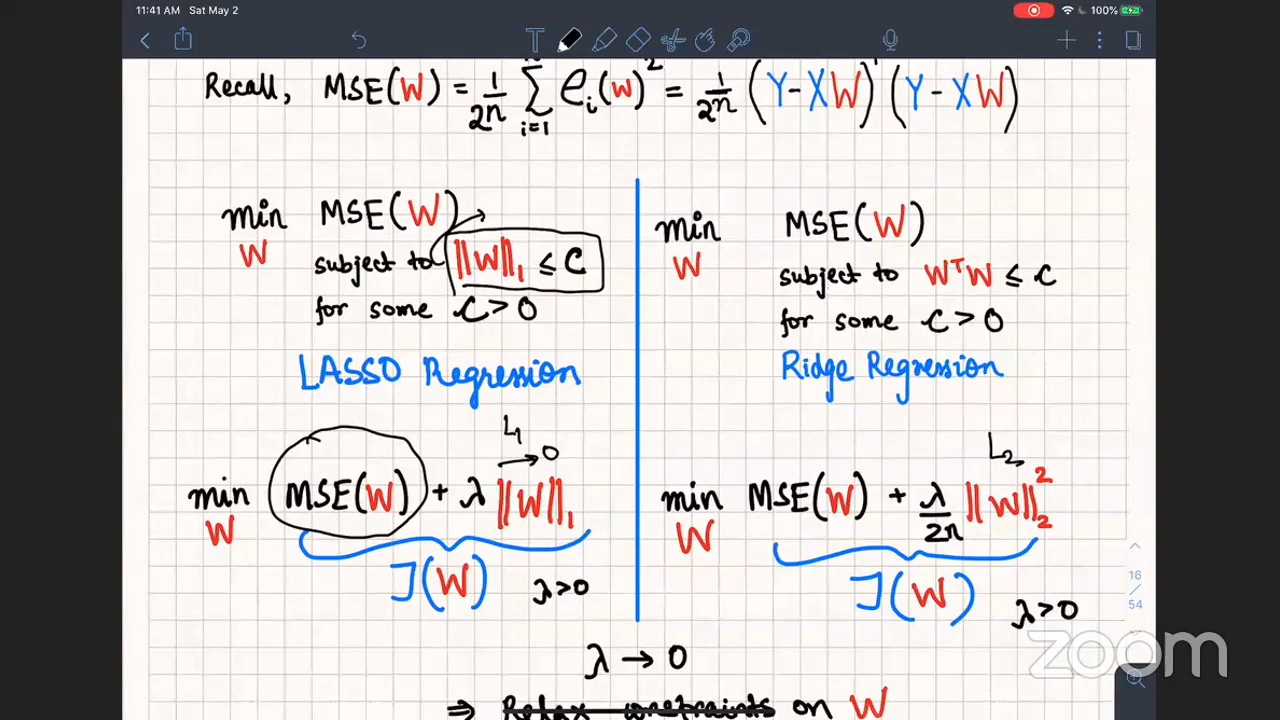 11:41 AM Sat May 2
100%
Recall, MSE(W) = 1/2n Σ i=1 e_i(w)² = 1/2n (Y-XW)' (Y-XW)
min W MSE(W)
subject to ||W||₁ ≤ C
for some C > 0
LASSO Regression
L₁
→ 0
min W MSE(W) + λ ||W||₁
J(W) λ>0
min W MSE(W)
subject to WᵀW ≤ C
for some C > 0
Ridge Regression
L₂
min W MSE(W) + λ/2n ||W||₂²
J(W)
λ>0
16
/
54
λ → 0
⇒ Relax constraints on W
zoom